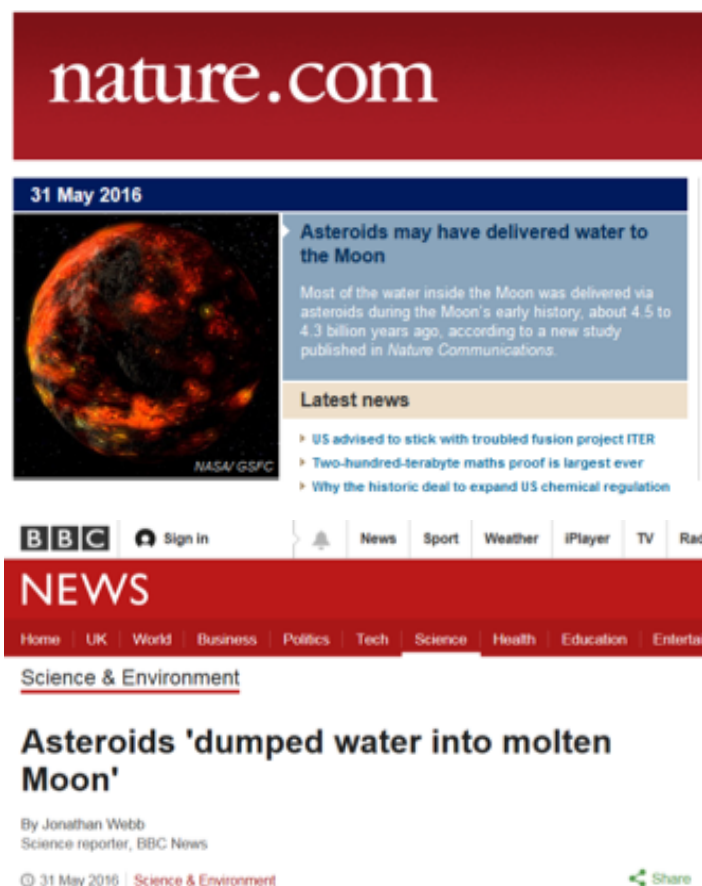 nature.com
31 May 2016
Asteroids may have delivered water to
the Moon
Most of the water inside the Moon was delivered via
asteroids during the Moon's early history, about 4.5 to
4.3 billion years ago, according to a new study
published in Nature Communications.
NASA/ GSFC
Latest news
US advised to stick with troubled fusion project ITER
Two-hundred-terabyte maths proof is largest ever
Why the historic deal to expand US chemical regulation
BBC Sign in News Sport Weather iPlayer TV Rad
NEWS
Home UK World Business Politics Tech Science Health Education Enterta
Science & Environment
Asteroids 'dumped water into molten
Moon'
By Jonathan Webb
Science reporter, BBC News
31 May 2016 Science & Environment Share